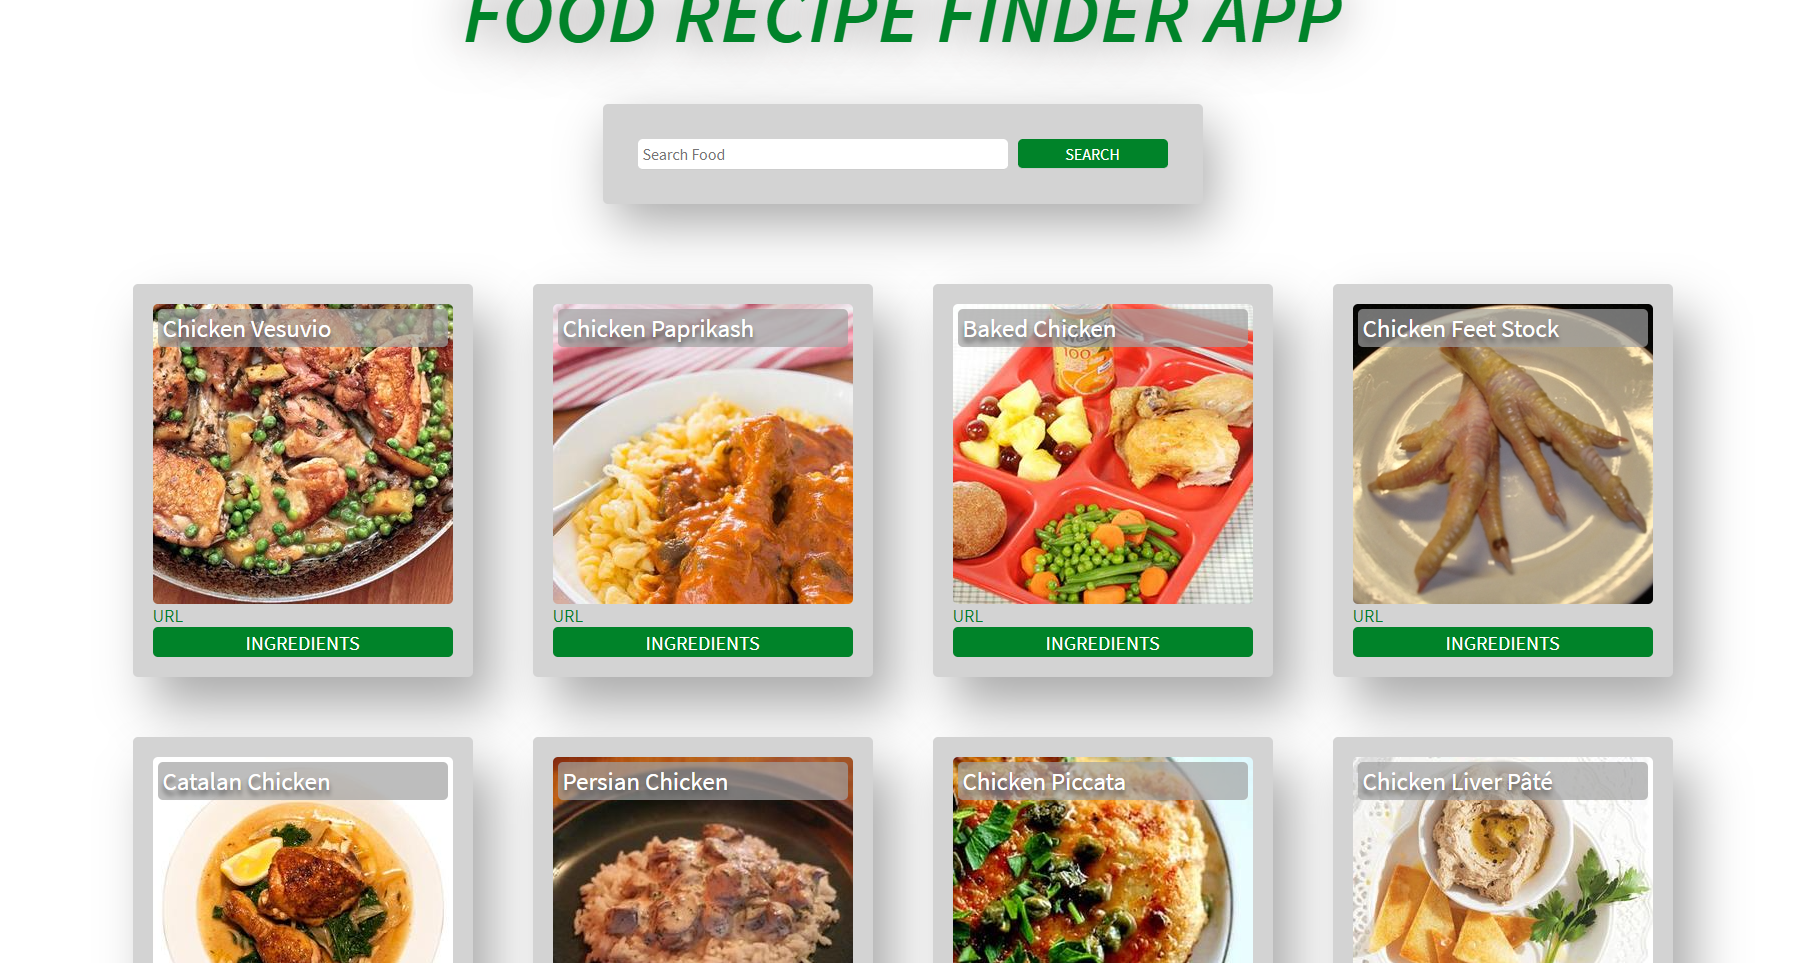 FOOD RECIPE FINDER APP
Search Food
SEARCH
Chicken Vesuvio
Chicken Paprikash
Baked Chicken
Chicken Feet Stock
100%
URL
URL
URL
URL
INGREDIENTS
INGREDIENTS
INGREDIENTS
INGREDIENTS
Catalan Chicken
Persian Chicken
Chicken Piccata
Chicken Liver Pâté